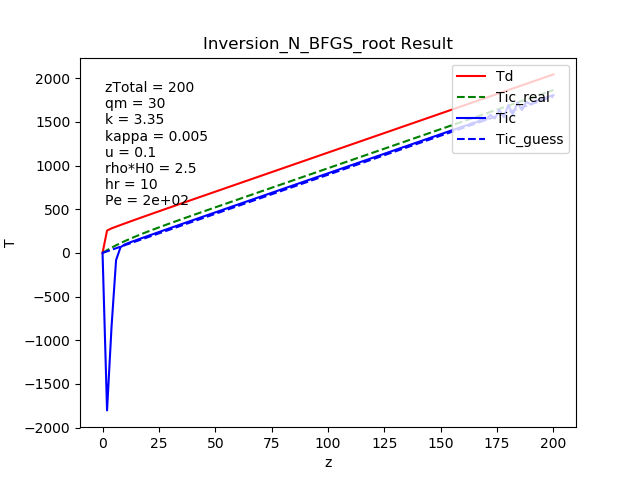 Inversion_N_BFGS_root Result
zTotal = 200
qm = 30
k = 3.35
kappa = 0.005
u = 0.1
rho*H0 = 2.5
hr = 10
Pe = 2e+02
Td
Tic_real
Tic
Tic_guess
T
2000
1500
1000
500
0
−500
−1000
−1500
−2000
0 25 50 75 100 125 150 175 200
z